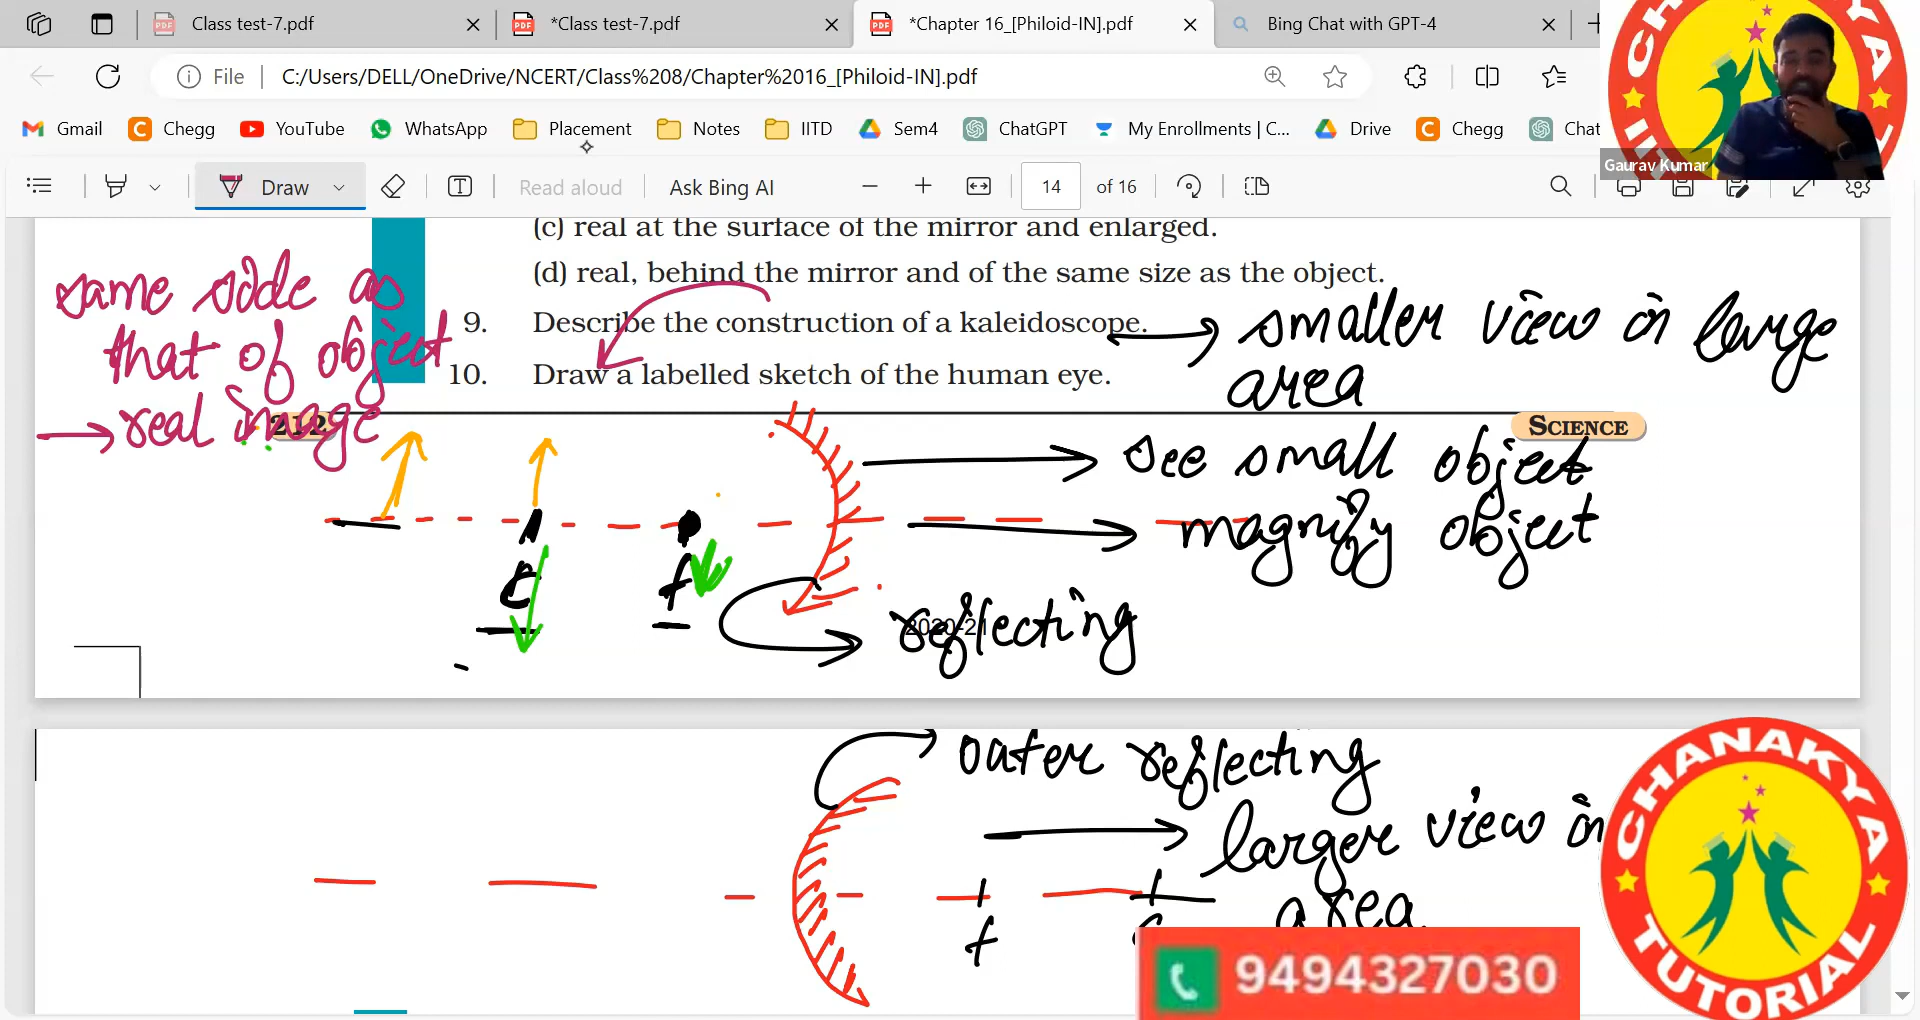 Class test-7.pdf
*Class test-7.pdf
*Chapter 16_[Philoid-IN].pdf
Bing Chat with GPT-4
File
C:/Users/DELL/OneDrive/NCERT/Class%208/Chapter%2016_[Philoid-IN].pdf
Gmail
Chegg
YouTube
WhatsApp
Placement
Notes
IITD
Sem4
ChatGPT
My Enrollments | C...
Drive
Chegg
Chat
Gaurav Kumar
Draw
Read aloud
Ask Bing AI
14 of 16
(c) real at the surface of the mirror and enlarged.
(d) real, behind the mirror and of the same size as the object.
9. Describe the construction of a kaleidoscope.
10. Draw a labelled sketch of the human eye.
same side as
that of object
real image
smaller view in large
area
212
SCIENCE
see small object
magnify object
C
f
reflecting
2020-21
outer reflecting
larger view in
area
f
9494327030
CHANAKYA
TUTORIAL